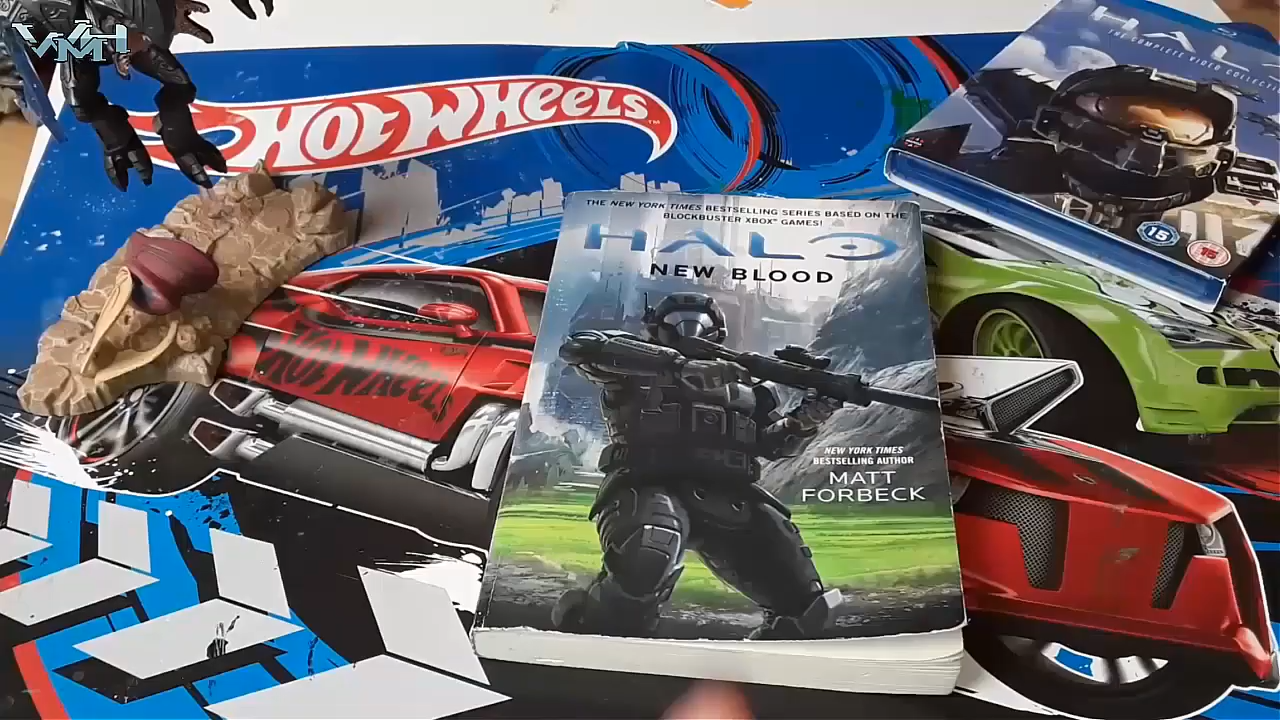 VMH
HOT WHEELS™
HALO
THE COMPLETE VIDEO COLLECTION
15
15
THE NEW YORK TIMES BESTSELLING SERIES BASED ON THE
BLOCKBUSTER XBOX® GAMES!
HALO
NEW BLOOD
HOT WHEELS
NEW YORK TIMES
BESTSELLING AUTHOR
MATT
FORBECK